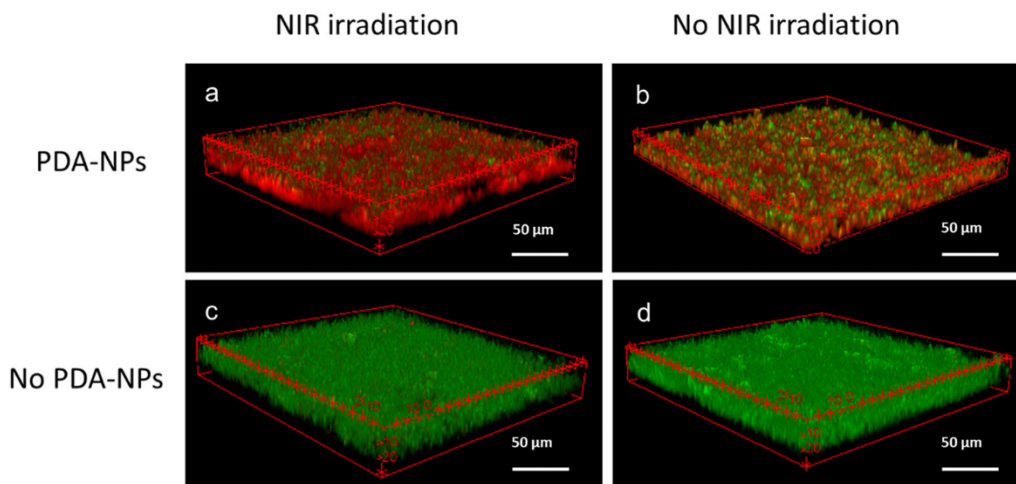 NIR irradiation
No NIR irradiation
PDA-NPs
a
50 µm
b
50 µm
No PDA-NPs
c
50 µm
d
50 µm